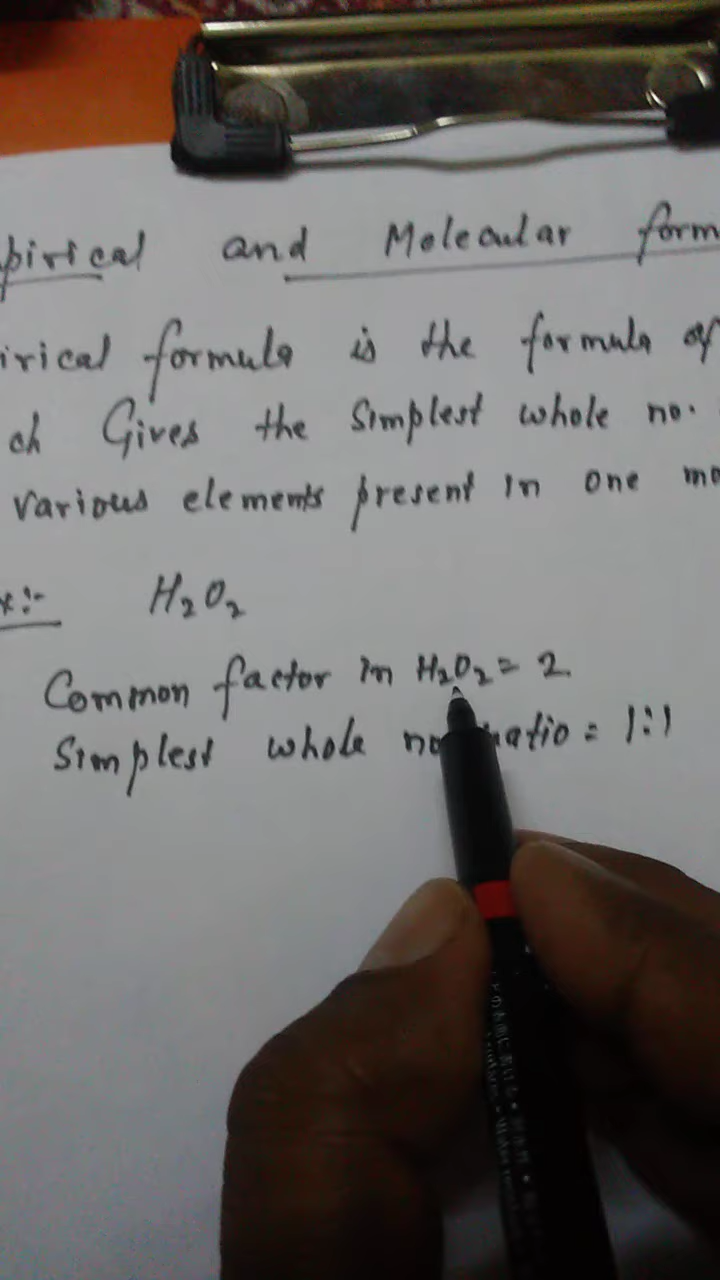 pirical and Molecular form
irical formula is the formula of
ch Gives the Simplest whole no.
various elements present in one mo
x:- H₂O₂
Common factor in H₂O₂ = 2
Simplest whole no ratio = 1:1